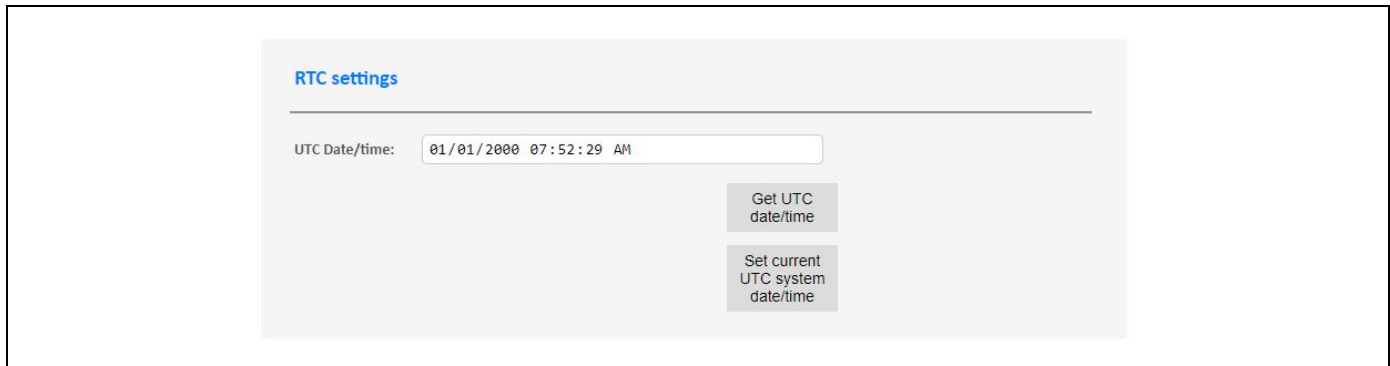 RTC settings
UTC Date/time:
01/01/2000 07:52:29 AM
Get UTC
date/time
Set current
UTC system
date/time